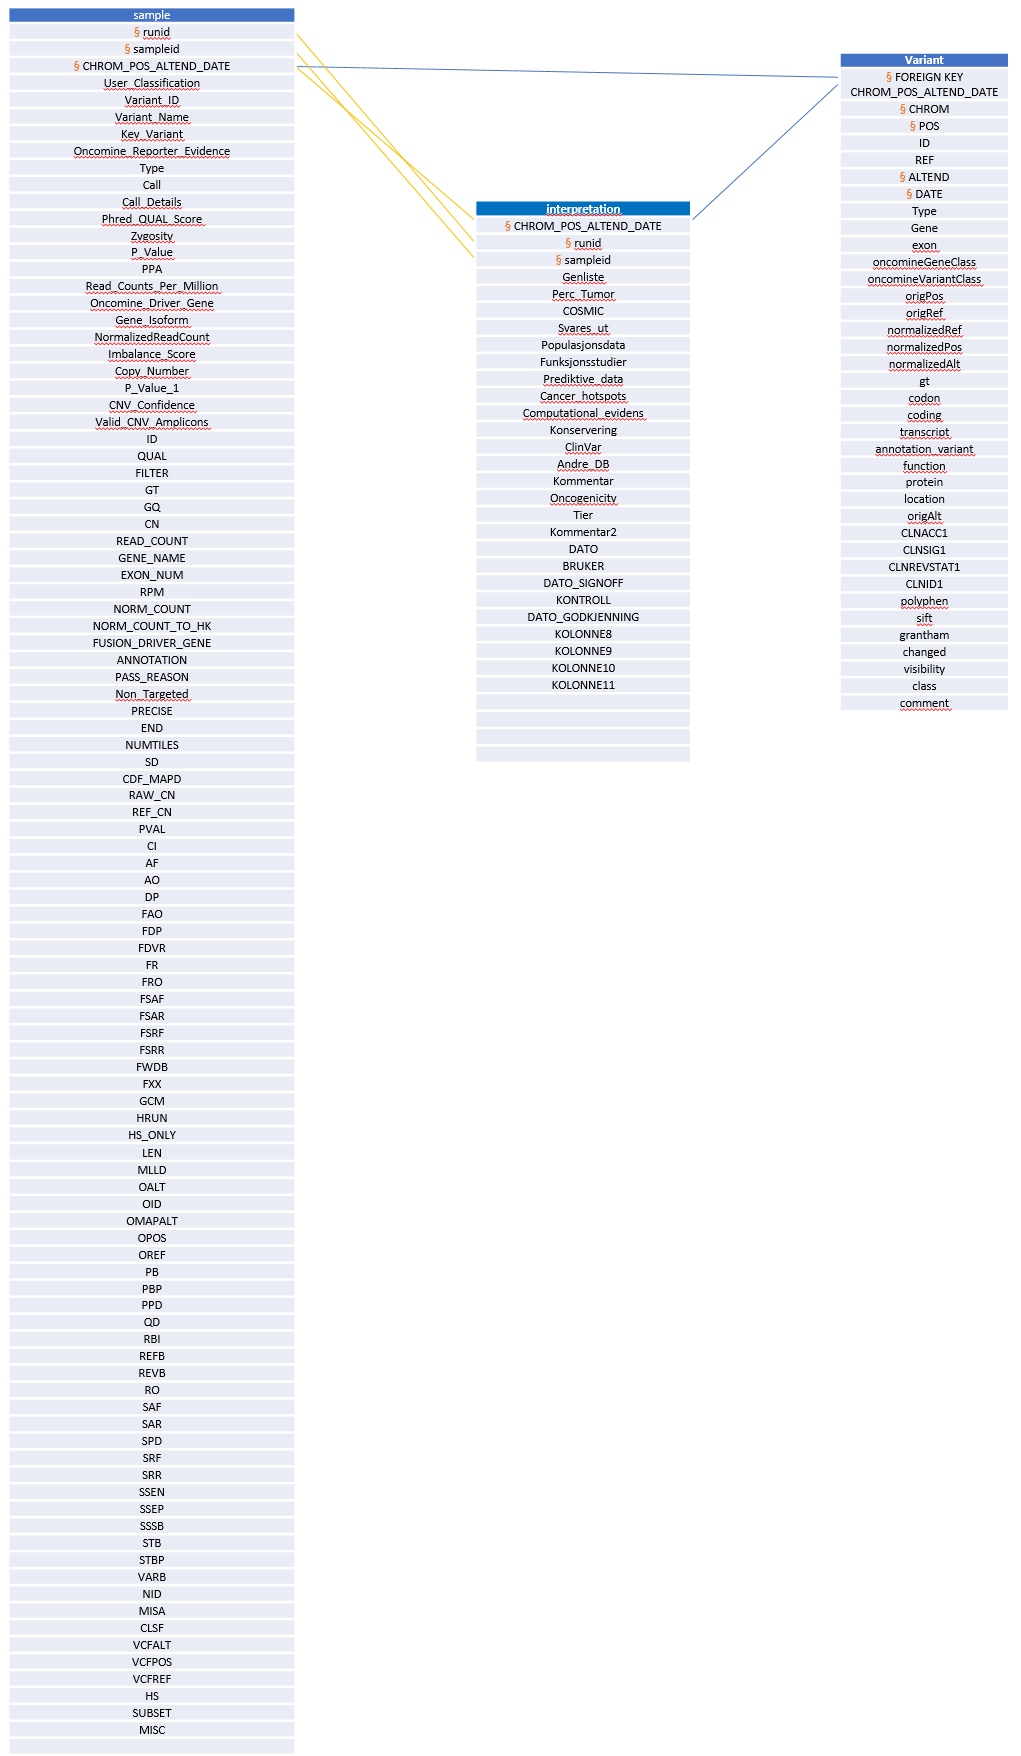 sample
§ runid
§ sampleid
§ CHROM_POS_ALTEND_DATE
User_Classification
Variant_ID
Variant_Name
Key_Variant
Oncomine_Reporter_Evidence
Type
Call
Call_Details
Phred_QUAL_Score
Zygosity
P_Value
PPA
Read_Counts_Per_Million
Oncomine_Driver_Gene
Gene_Isoform
NormalizedReadCount
Imbalance_Score
Copy_Number
P_Value_1
CNV_Confidence
Valid_CNV_Amplicons
ID
QUAL
FILTER
GT
GQ
CN
READ_COUNT
GENE_NAME
EXON_NUM
RPM
NORM_COUNT
NORM_COUNT_TO_HK
FUSION_DRIVER_GENE
ANNOTATION
PASS_REASON
Non_Targeted
PRECISE
END
NUMTILES
SD
CDF_MAPD
RAW_CN
REF_CN
PVAL
CI
AF
AO
DP
FAO
FDP
FDVR
FR
FRO
FSAF
FSAR
FSRF
FSRR
FWDB
FXX
GCM
HRUN
HS_ONLY
LEN
MLLD
OALT
OID
OMAPALT
OPOS
OREF
PB
PBP
PPD
QD
RBI
REFB
REVB
RO
SAF
SAR
SPD
SRF
SRR
SSEN
SSEP
SSSB
STB
STBP
VARB
NID
MISA
CLSF
VCFALT
VCFPOS
VCFREF
HS
SUBSET
MISC
interpretation
§ CHROM_POS_ALTEND_DATE
§ runid
§ sampleid
Genliste
Perc_Tumor
COSMIC
Svares_ut
Populasjonsdata
Funksjonsstudier
Prediktive_data
Cancer_hotspots
Computational_evidens
Konservering
ClinVar
Andre_DB
Kommentar
Oncogenicity
Tier
Kommentar2
DATO
BRUKER
DATO_SIGNOFF
KONTROLL
DATO_GODKJENNING
KOLONNE8
KOLONNE9
KOLONNE10
KOLONNE11
Variant
§ FOREIGN KEY
CHROM_POS_ALTEND_DATE
§ CHROM
§ POS
ID
REF
§ ALTEND
§ DATE
Type
Gene
exon
oncomineGeneClass
oncomineVariantClass
origPos
origRef
normalizedRef
normalizedPos
normalizedAlt
gt
codon
coding
transcript
annotation_variant
function
protein
location
origAlt
CLNACC1
CLNSIG1
CLNREVSTAT1
CLNID1
polyphen
sift
grantham
changed
visibility
class
comment